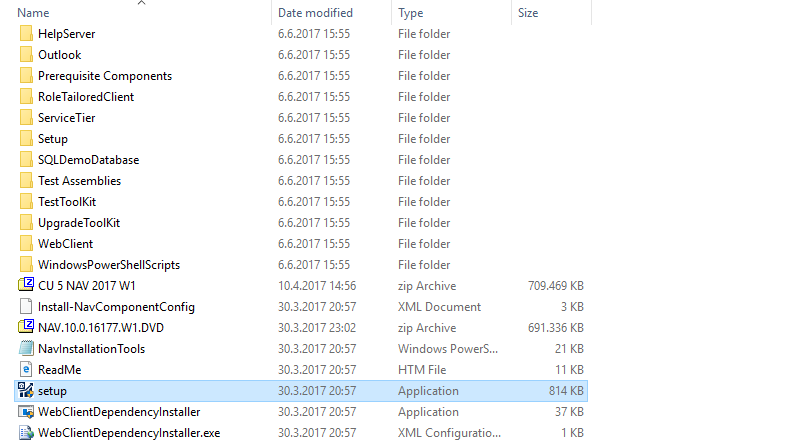 Name Date modified Type Size
HelpServer 6.6.2017 15:55 File folder
Outlook 6.6.2017 15:55 File folder
Prerequisite Components 6.6.2017 15:55 File folder
RoleTailoredClient 6.6.2017 15:55 File folder
ServiceTier 6.6.2017 15:55 File folder
Setup 6.6.2017 15:55 File folder
SQLDemoDatabase 6.6.2017 15:55 File folder
Test Assemblies 6.6.2017 15:55 File folder
TestToolKit 6.6.2017 15:55 File folder
UpgradeToolKit 6.6.2017 15:55 File folder
WebClient 6.6.2017 15:55 File folder
WindowsPowerShellScripts 6.6.2017 15:55 File folder
CU 5 NAV 2017 W1 10.4.2017 14:56 zip Archive 709.469 KB
Install-NavComponentConfig 30.3.2017 20:57 XML Document 3 KB
NAV.10.0.16177.W1.DVD 30.3.2017 23:02 zip Archive 691.336 KB
NavInstallationTools 30.3.2017 20:57 Windows PowerS... 21 KB
ReadMe 30.3.2017 20:57 HTM File 11 KB
setup 30.3.2017 20:57 Application 814 KB
WebClientDependencyInstaller 30.3.2017 20:57 Application 37 KB
WebClientDependencyInstaller.exe 30.3.2017 20:57 XML Configuratio... 1 KB